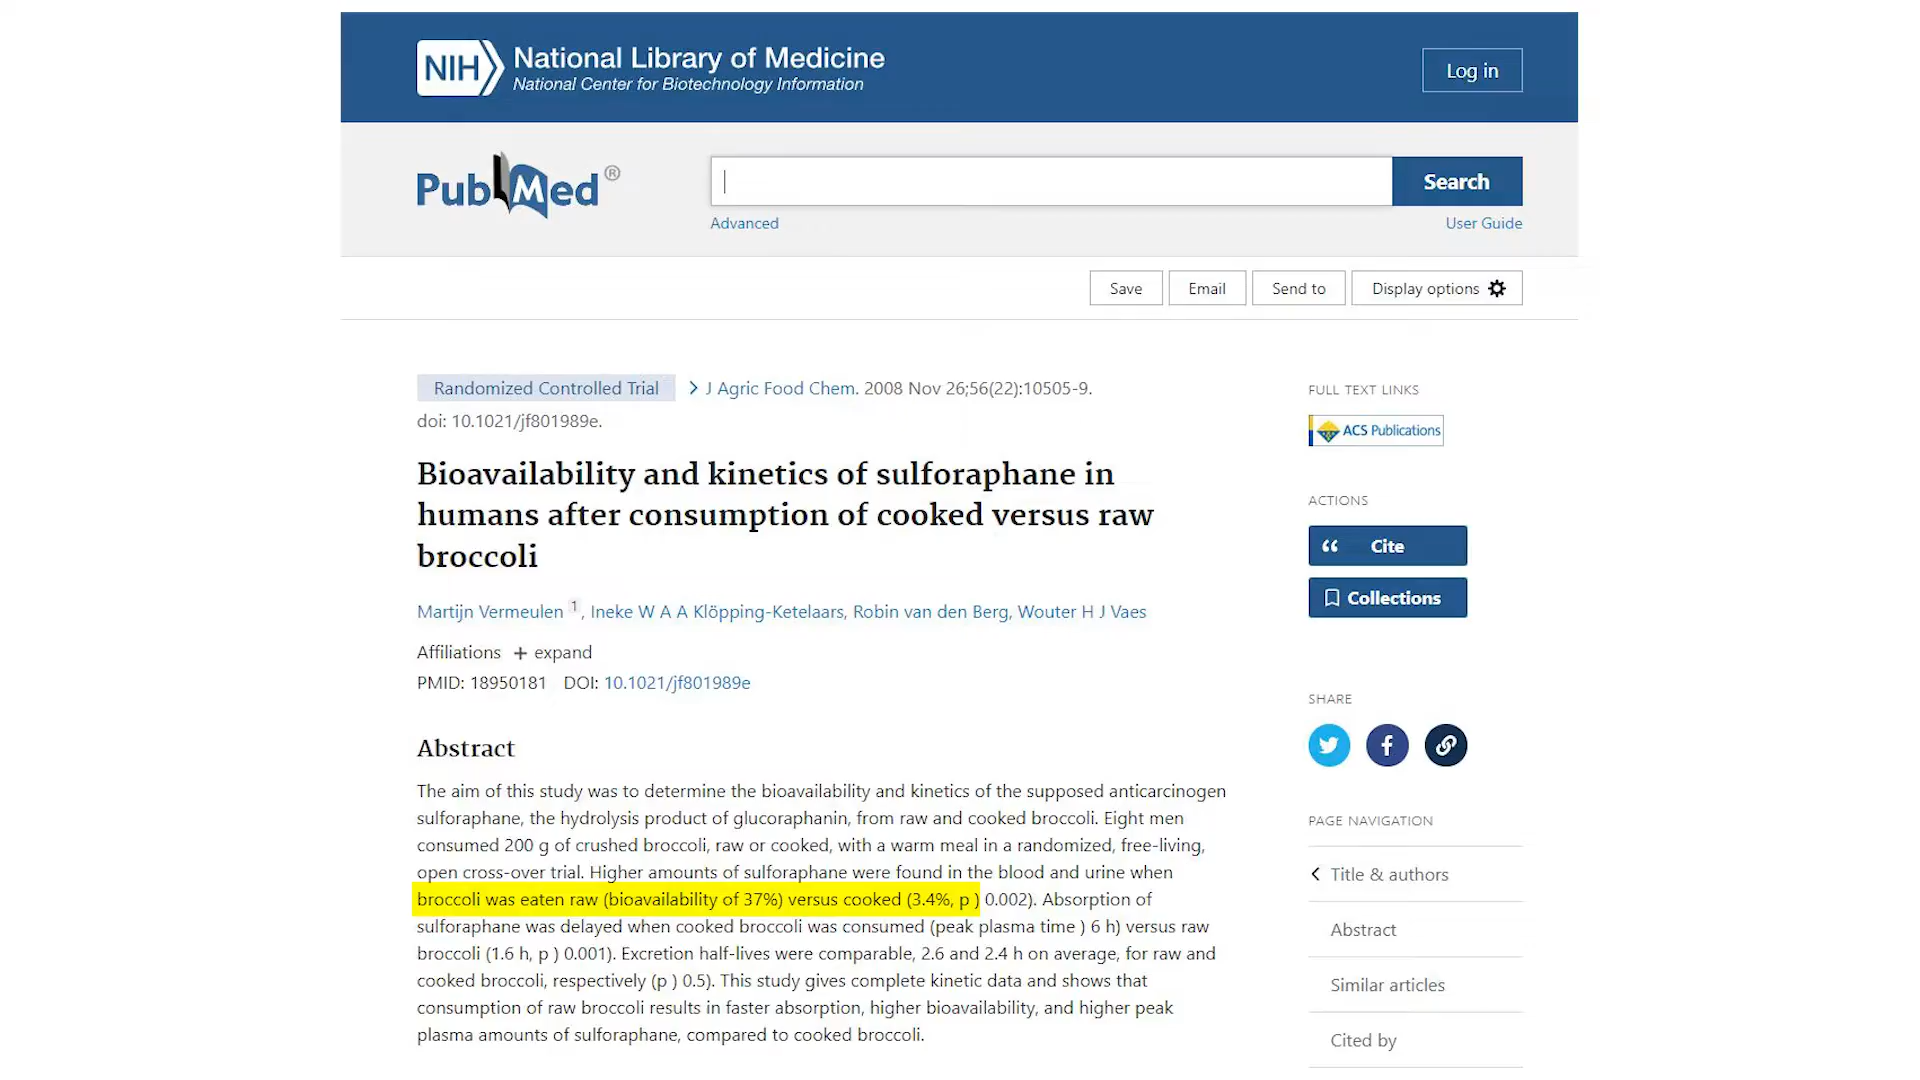 NIH National Library of Medicine
National Center for Biotechnology Information
Log in
PubMed®
Search
Advanced
User Guide
Save
Email
Send to
Display options
Randomized Controlled Trial
J Agric Food Chem. 2008 Nov 26;56(22):10505-9.
doi: 10.1021/jf801989e.
Bioavailability and kinetics of sulforaphane in
humans after consumption of cooked versus raw
broccoli
Martijn Vermeulen 1, Ineke W A A Klöpping-Ketelaars, Robin van den Berg, Wouter H J Vaes
Affiliations + expand
PMID: 18950181 DOI: 10.1021/jf801989e
Abstract
The aim of this study was to determine the bioavailability and kinetics of the supposed anticarcinogen
sulforaphane, the hydrolysis product of glucoraphanin, from raw and cooked broccoli. Eight men
consumed 200 g of crushed broccoli, raw or cooked, with a warm meal in a randomized, free-living,
open cross-over trial. Higher amounts of sulforaphane were found in the blood and urine when
broccoli was eaten raw (bioavailability of 37%) versus cooked (3.4%, p ) 0.002). Absorption of
sulforaphane was delayed when cooked broccoli was consumed (peak plasma time ) 6 h) versus raw
broccoli (1.6 h, p ) 0.001). Excretion half-lives were comparable, 2.6 and 2.4 h on average, for raw and
cooked broccoli, respectively (p ) 0.5). This study gives complete kinetic data and shows that
consumption of raw broccoli results in faster absorption, higher bioavailability, and higher peak
plasma amounts of sulforaphane, compared to cooked broccoli.
FULL TEXT LINKS
ACS Publications
ACTIONS
Cite
Collections
SHARE
PAGE NAVIGATION
Title & authors
Abstract
Similar articles
Cited by